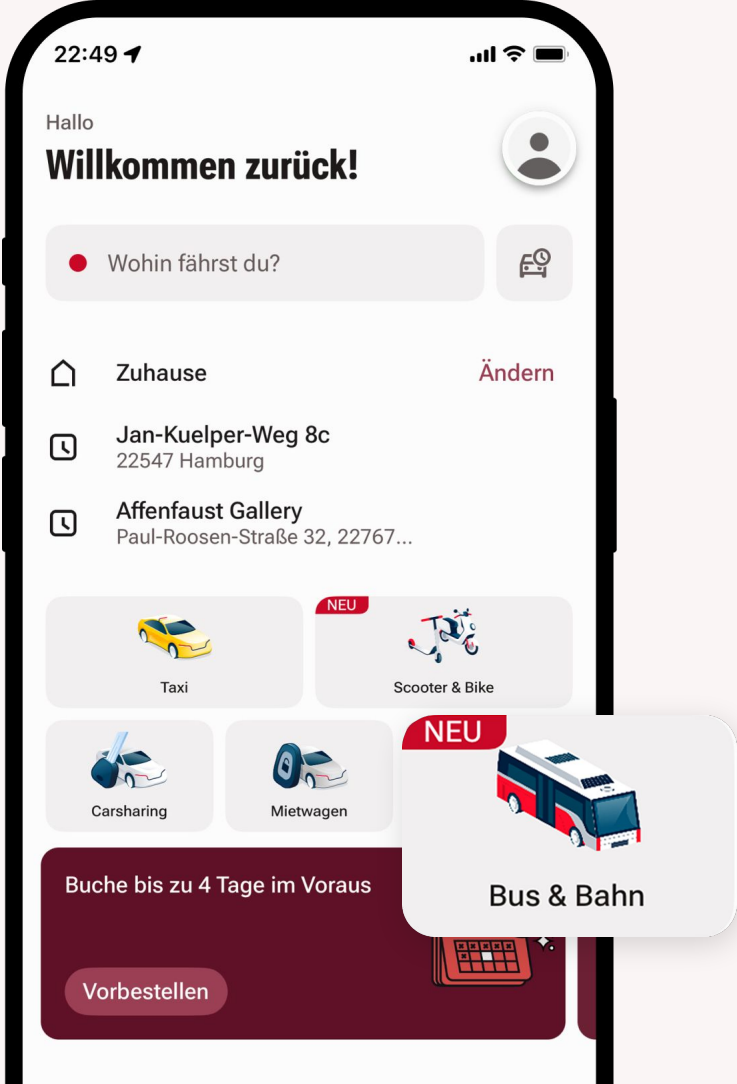 22:49
Hallo
Willkommen zurück!
Wohin fährst du?
Zuhause
Ändern
Jan-Kuelper-Weg 8c
22547 Hamburg
Affenfaust Gallery
Paul-Roosen-Straße 32, 22767...
Taxi
NEU
Scooter & Bike
Carsharing
Mietwagen
NEU
Bus & Bahn
Buche bis zu 4 Tage im Voraus
Vorbestellen